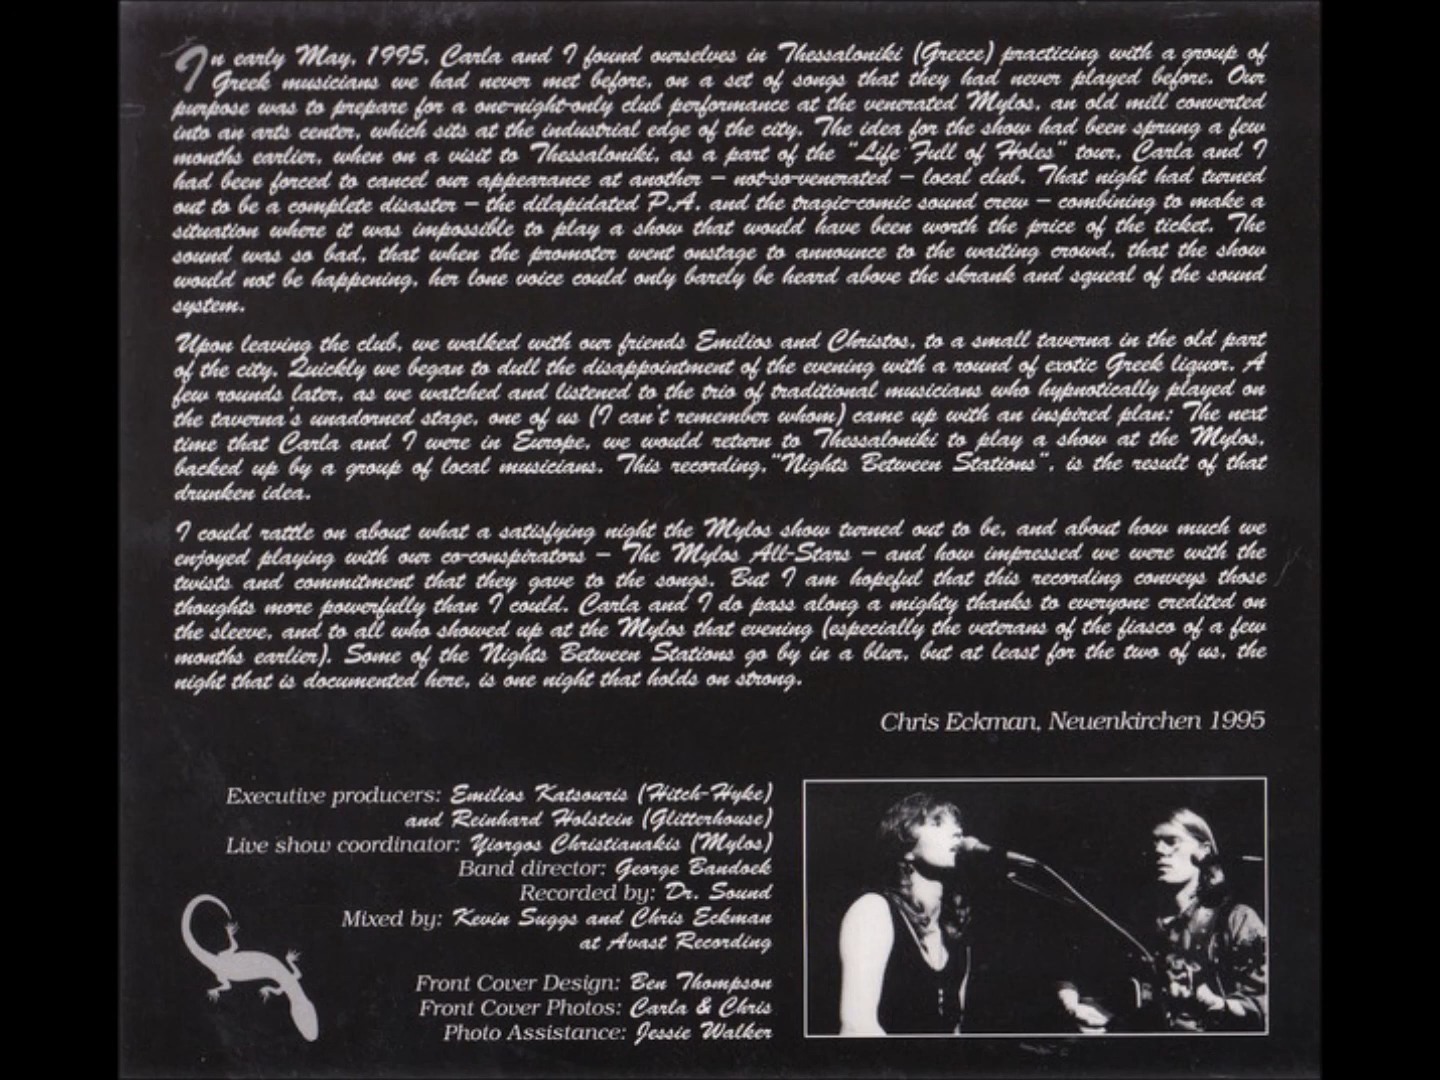 In early May, 1995, Carla and I found ourselves in Thessaloniki (Greece) practicing with a group of
Greek musicians we had never met before, on a set of songs that they had never played before. Our
purpose was to prepare for a one-night-only club performance at the venerated Mylos, an old mill converted
into an arts center, which sits at the industrial edge of the city. The idea for the show had been sprung a few
months earlier, when on a visit to Thessaloniki, as a part of the "Life Full of Holes" tour, Carla and I
had been forced to cancel our appearance at another – not-so-venerated – local club. That night had turned
out to be a complete disaster – the dilapidated P.A. and the tragic-comic sound crew – combining to make a
situation where it was impossible to play a show that would have been worth the price of the ticket. The
sound was so bad, that when the promoter went onstage to announce to the waiting crowd, that the show
would not be happening, her lone voice could only barely be heard above the skrank and squeal of the sound
system.
Upon leaving the club, we walked with our friends Emilios and Christos, to a small taverna in the old part
of the city. Quickly we began to dull the disappointment of the evening with a round of exotic Greek liquor. A
few rounds later, as we watched and listened to the trio of traditional musicians who hypnotically played on
the taverna's unadorned stage, one of us (I can't remember whom) came up with an inspired plan: The next
time that Carla and I were in Europe, we would return to Thessaloniki to play a show at the Mylos,
backed up by a group of local musicians. This recording, "Nights Between Stations", is the result of that
drunken idea.
I could rattle on about what a satisfying night the Mylos show turned out to be, and about how much we
enjoyed playing with our co-conspirators – The Mylos All-Stars – and how impressed we were with the
twists and commitment that they gave to the songs. But I am hopeful that this recording conveys those
thoughts more powerfully than I could. Carla and I do pass along a mighty thanks to everyone credited on
the sleeve, and to all who showed up at the Mylos that evening (especially the veterans of the fiasco of a few
months earlier). Some of the Nights Between Stations go by in a blur, but at least for the two of us, the
night that is documented here, is one night that holds on strong.
Chris Eckman, Neuenkirchen 1995
Executive producers: Emilios Katsouris (Hitch-Hyke)
and Reinhard Holstein (Glitterhouse)
Live show coordinator: Yiorgos Christianakis (Mylos)
Band director: George Bandoek
Recorded by: Dr. Sound
Mixed by: Kevin Suggs and Chris Eckman
at Avast Recording
Front Cover Design: Ben Thompson
Front Cover Photos: Carla & Chris
Photo Assistance: Jessie Walker